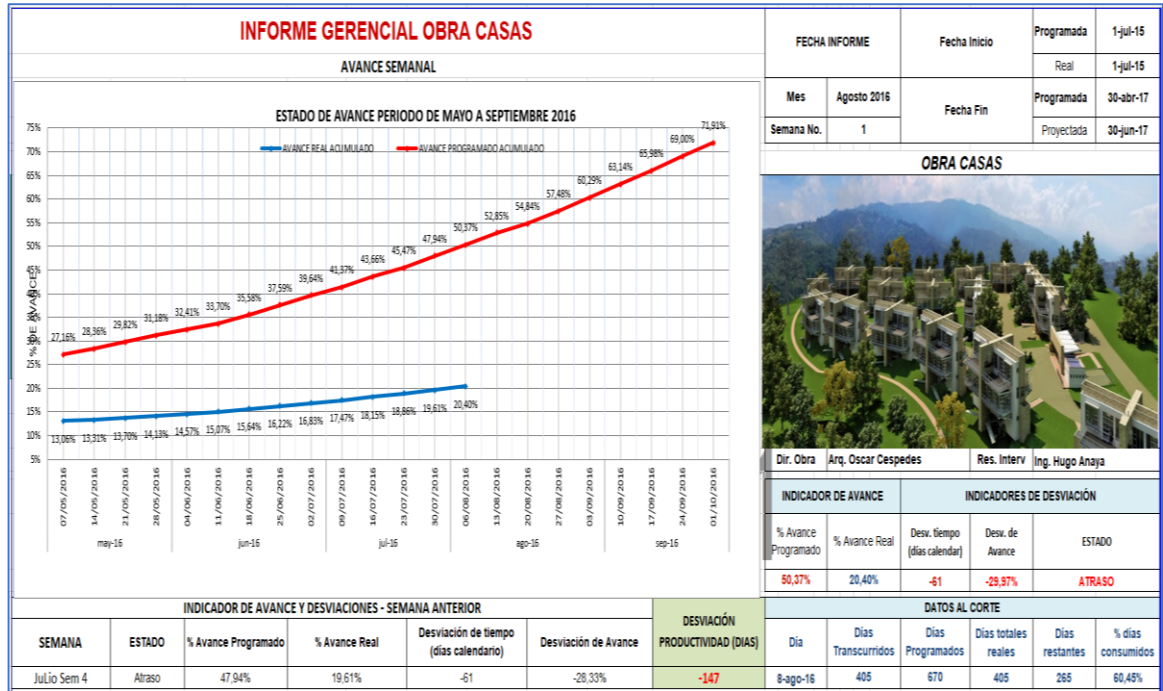 INFORME GERENCIAL OBRA CASAS
AVANCE SEMANAL
FECHA INFORME
Fecha Inicio
Programada 1-jul-15
Real 1-jul-15
Mes Agosto 2016
Fecha Fin
Programada 30-abr-17
Semana No. 1
Proyectada 30-jun-17
ESTADO DE AVANCE PERIODO DE MAYO A SEPTIEMBRE 2016
AVANCE REAL ACUMULADO AVANCE PROGRAMADO ACUMULADO
% DE AVANCE
75%
70%
65%
60%
55%
50%
45%
40%
35%
30%
25%
20%
15%
10%
5%
27,16% 28,36% 29,82% 31,18% 32,41% 33,70% 35,58% 37,59% 39,64% 41,37% 43,66% 45,47% 47,94% 50,37% 52,85% 54,84% 57,48% 60,29% 63,14% 65,98% 69,00% 71,91%
13,06% 13,31% 13,70% 14,13% 14,57% 15,07% 15,64% 16,22% 16,83% 17,47% 18,15% 18,86% 19,61% 20,40%
07/05/2016 14/05/2016 21/05/2016 28/05/2016 04/06/2016 11/06/2016 18/06/2016 25/06/2016 02/07/2016 09/07/2016 16/07/2016 23/07/2016 30/07/2016 06/08/2016 13/08/2016 20/08/2016 27/08/2016 03/09/2016 10/09/2016 17/09/2016 24/09/2016 01/10/2016
may-16 jun-16 jul-16 ago-16 sep-16
OBRA CASAS
Dir. Obra Arq. Oscar Cespedes Res. Interv Ing. Hugo Anaya
INDICADOR DE AVANCE INDICADORES DE DESVIACIÓN
% Avance Programado
% Avance Real
Desv. tiempo (días calendar)
Desv. de Avance
ESTADO
50,37% 20,40% -61 -29,97% ATRASO
INDICADOR DE AVANCE Y DESVIACIONES - SEMANA ANTERIOR
SEMANA
ESTADO
% Avance Programado
% Avance Real
Desviación de tiempo (días calendario)
Desviación de Avance
DESVIACIÓN PRODUCTIVIDAD (DIAS)
JuLio Sem 4 Atraso 47,94% 19,61% -61 -28,33% -147
DATOS AL CORTE
Día
Días Transcurridos
Días Programados
Días totales reales
Días restantes
% días consumidos
8-ago-16 405 670 405 265 60,45%